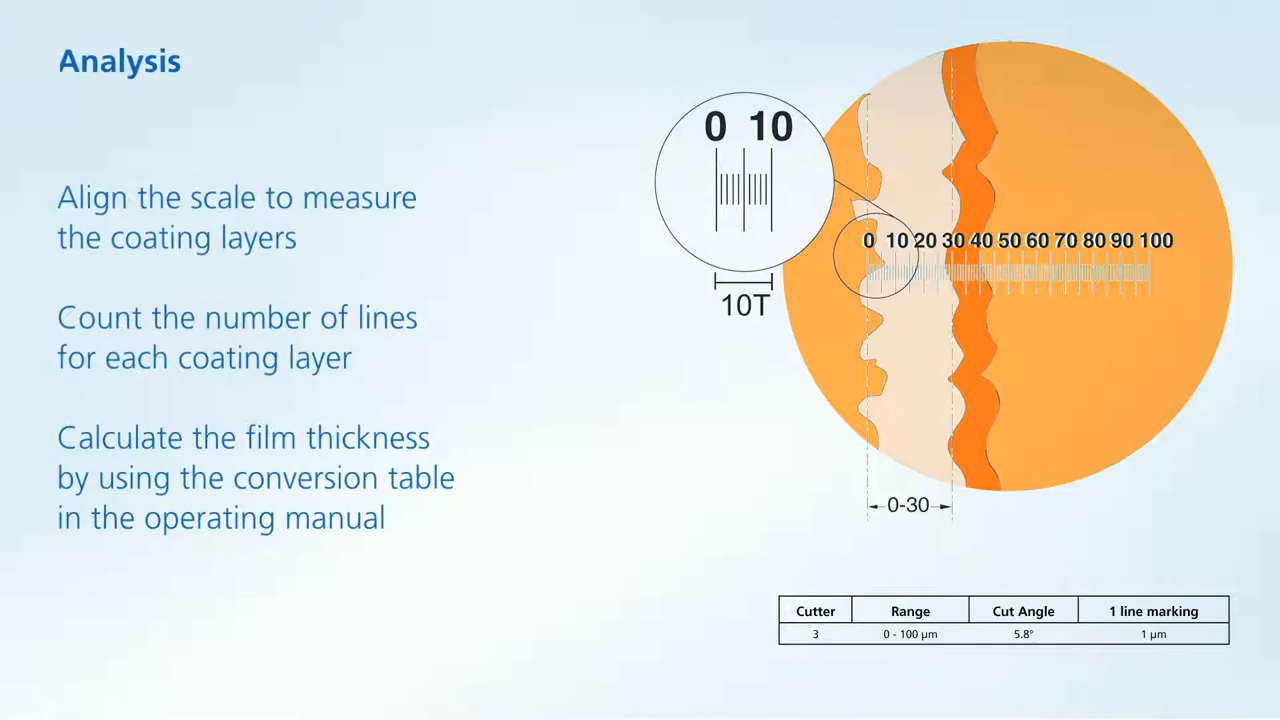 Analysis
Align the scale to measure
the coating layers
Count the number of lines
for each coating layer
Calculate the film thickness
by using the conversion table
in the operating manual
0 10
10T
0 10 20 30 40 50 60 70 80 90 100
0-30
Cutter Range Cut Angle 1 line marking
3 0 - 100 µm 5.8° 1 µm